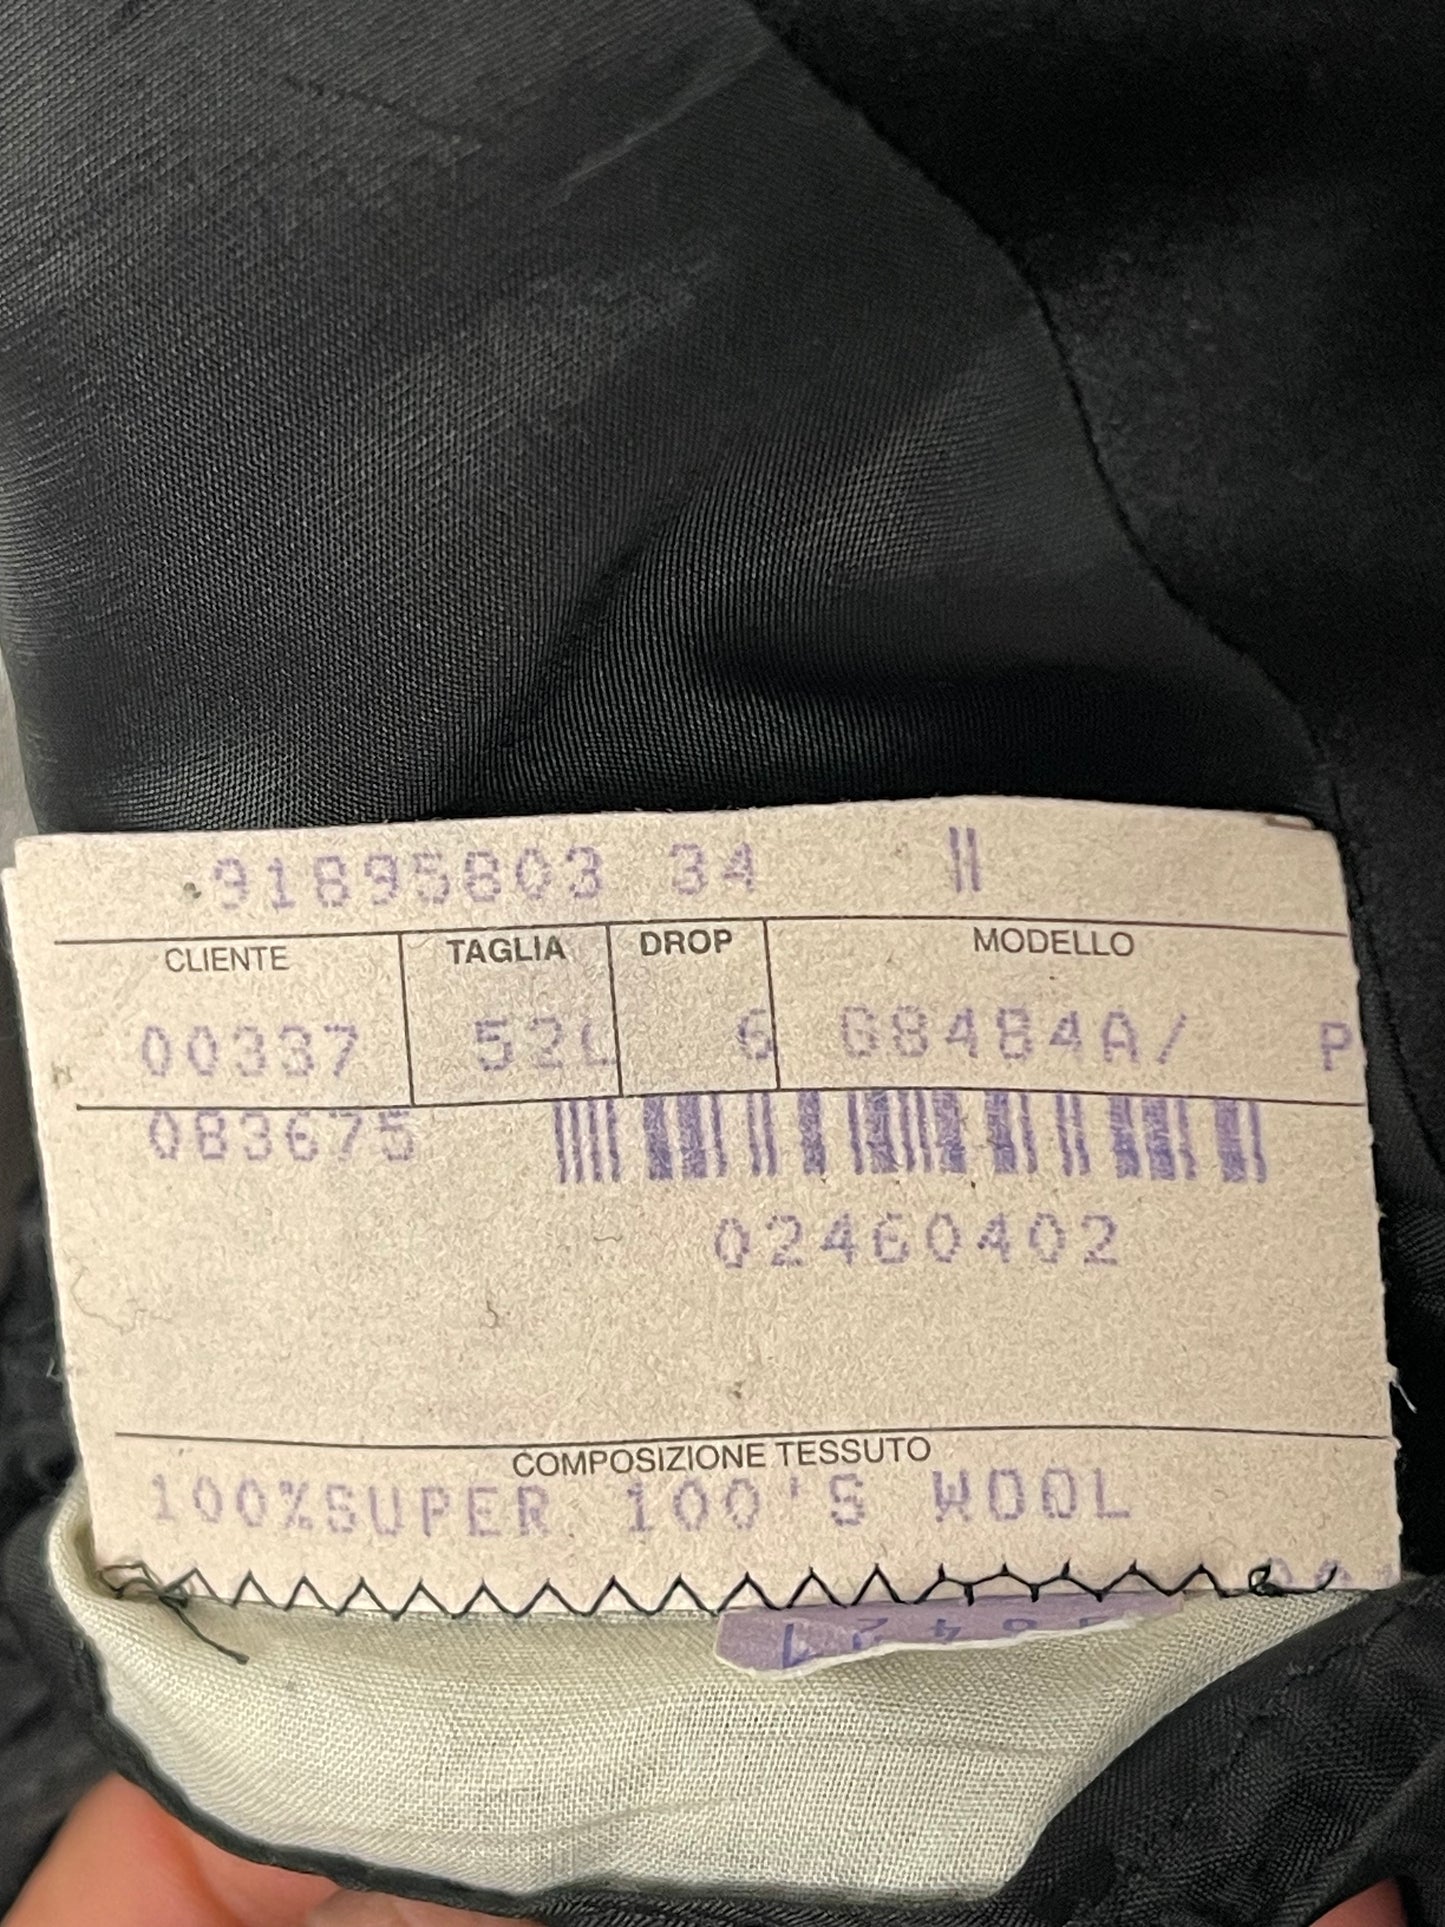 91895803 34
CLIENTE TAGLIA DROP MODELLO
00337 52L 6 G8484A/ P
083675
02460402
COMPOSIZIONE TESSUTO
100%SUPER 100'S WOOL